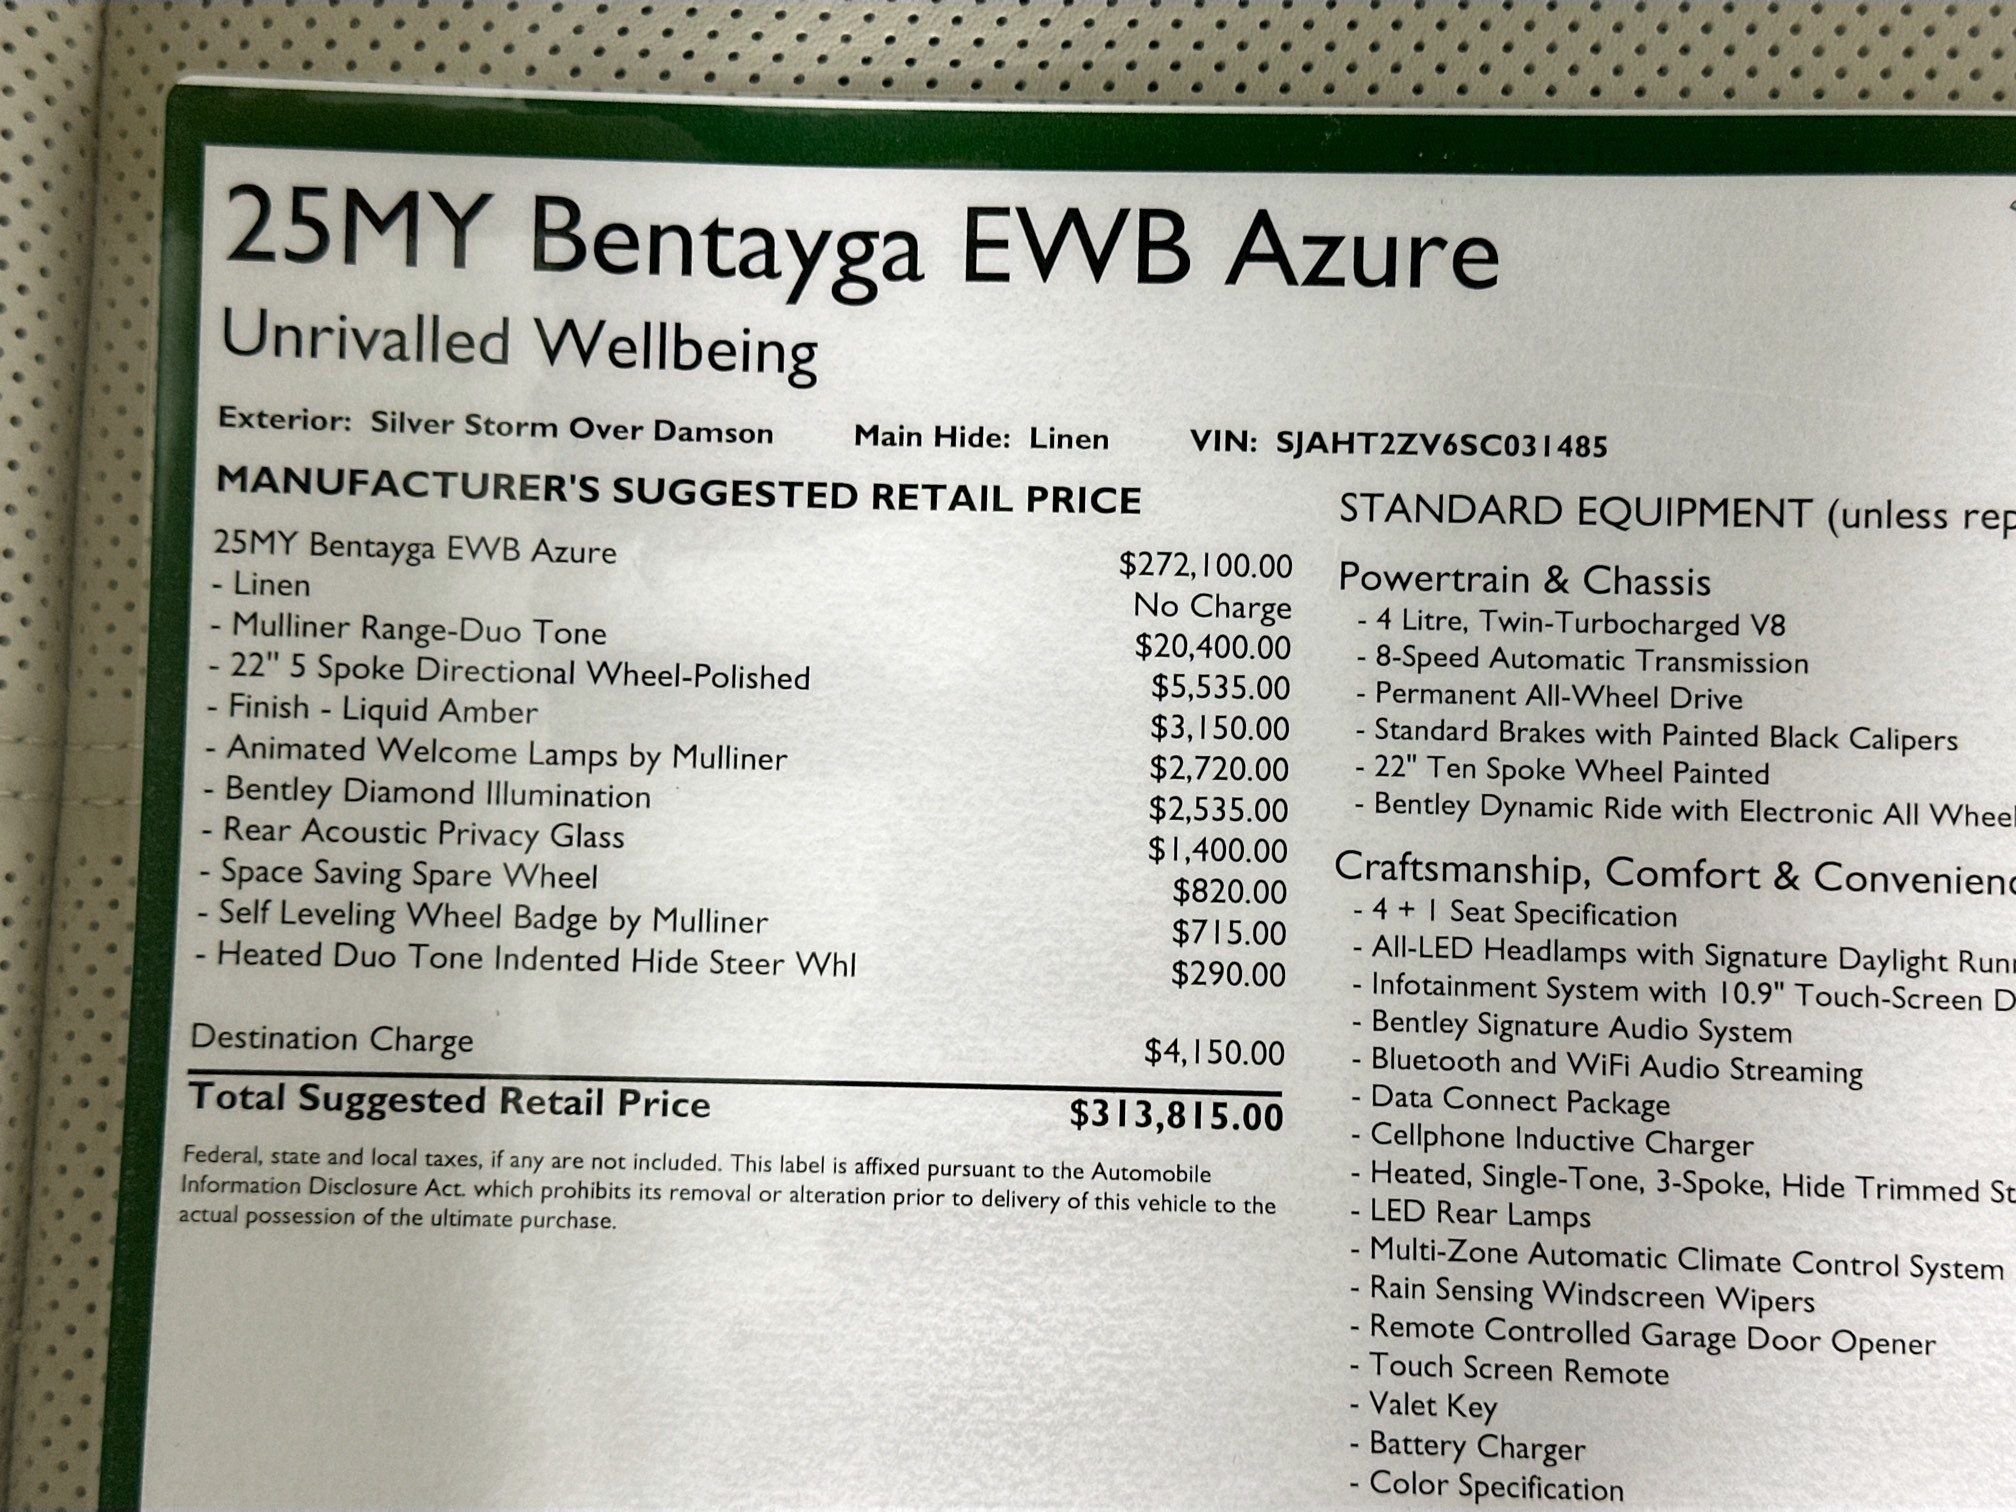 25MY Bentayga EWB Azure
Unrivalled Wellbeing
Exterior: Silver Storm Over Damson Main Hide: Linen VIN: SJAHT2ZV6SC031485
MANUFACTURER'S SUGGESTED RETAIL PRICE
25MY Bentayga EWB Azure $272,100.00
- Linen No Charge
- Mulliner Range-Duo Tone $20,400.00
- 22" 5 Spoke Directional Wheel-Polished $5,535.00
- Finish - Liquid Amber $3,150.00
- Animated Welcome Lamps by Mulliner $2,720.00
- Bentley Diamond Illumination $2,535.00
- Rear Acoustic Privacy Glass $1,400.00
- Space Saving Spare Wheel $820.00
- Self Leveling Wheel Badge by Mulliner $715.00
- Heated Duo Tone Indented Hide Steer Whl $290.00
Destination Charge $4,150.00
Total Suggested Retail Price $313,815.00
Federal, state and local taxes, if any are not included. This label is affixed pursuant to the Automobile
Information Disclosure Act. which prohibits its removal or alteration prior to delivery of this vehicle to the
actual possession of the ultimate purchase.
STANDARD EQUIPMENT (unless rep
Powertrain & Chassis
- 4 Litre, Twin-Turbocharged V8
- 8-Speed Automatic Transmission
- Permanent All-Wheel Drive
- Standard Brakes with Painted Black Calipers
- 22" Ten Spoke Wheel Painted
- Bentley Dynamic Ride with Electronic All Wheel
Craftsmanship, Comfort & Convenienc
- 4 + 1 Seat Specification
- All-LED Headlamps with Signature Daylight Runn
- Infotainment System with 10.9" Touch-Screen D
- Bentley Signature Audio System
- Bluetooth and WiFi Audio Streaming
- Data Connect Package
- Cellphone Inductive Charger
- Heated, Single-Tone, 3-Spoke, Hide Trimmed St
- LED Rear Lamps
- Multi-Zone Automatic Climate Control System
- Rain Sensing Windscreen Wipers
- Remote Controlled Garage Door Opener
- Touch Screen Remote
- Valet Key
- Battery Charger
- Color Specification